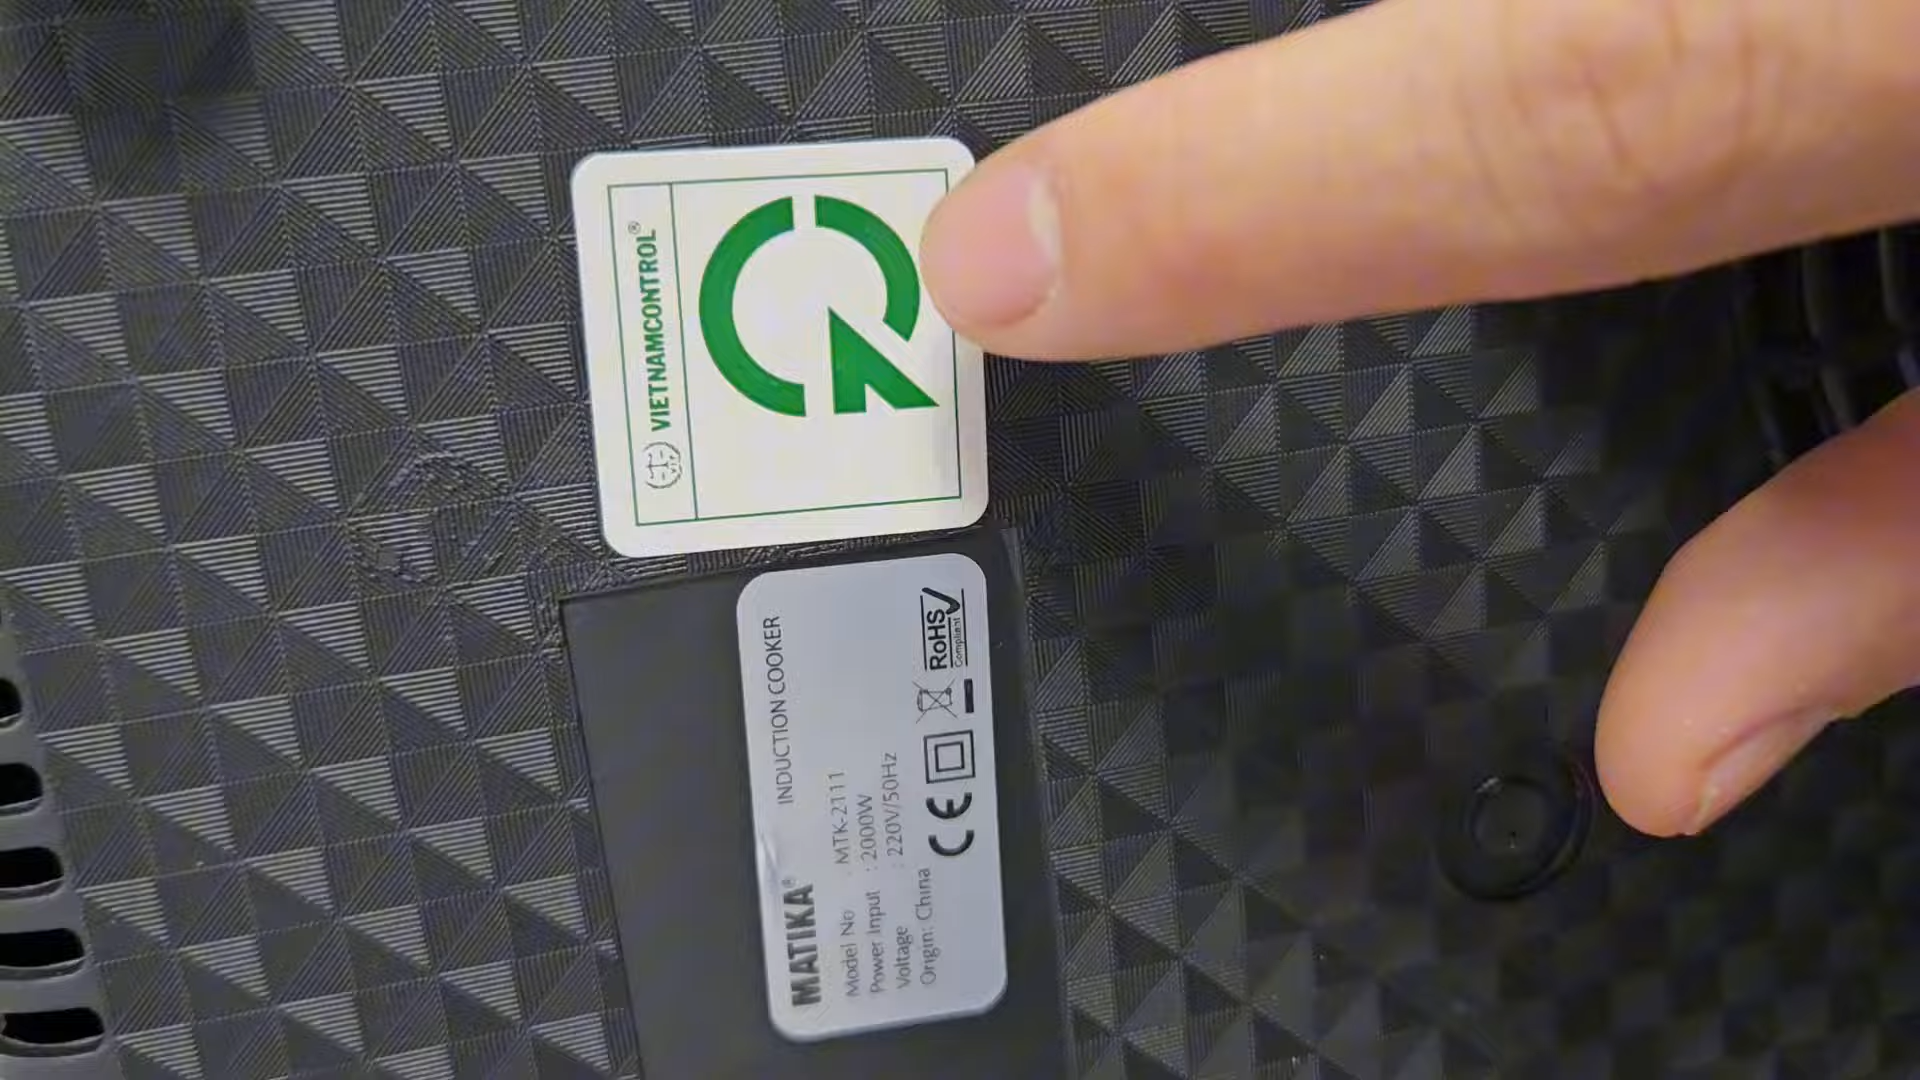 VIETNAMCONTROL®
INDUCTION COOKER
MATIKA®
Model No : MTK-2111
Power Input : 2000W
Voltage : 220V/50Hz
Origin: China
CE
RoHS
Compliant